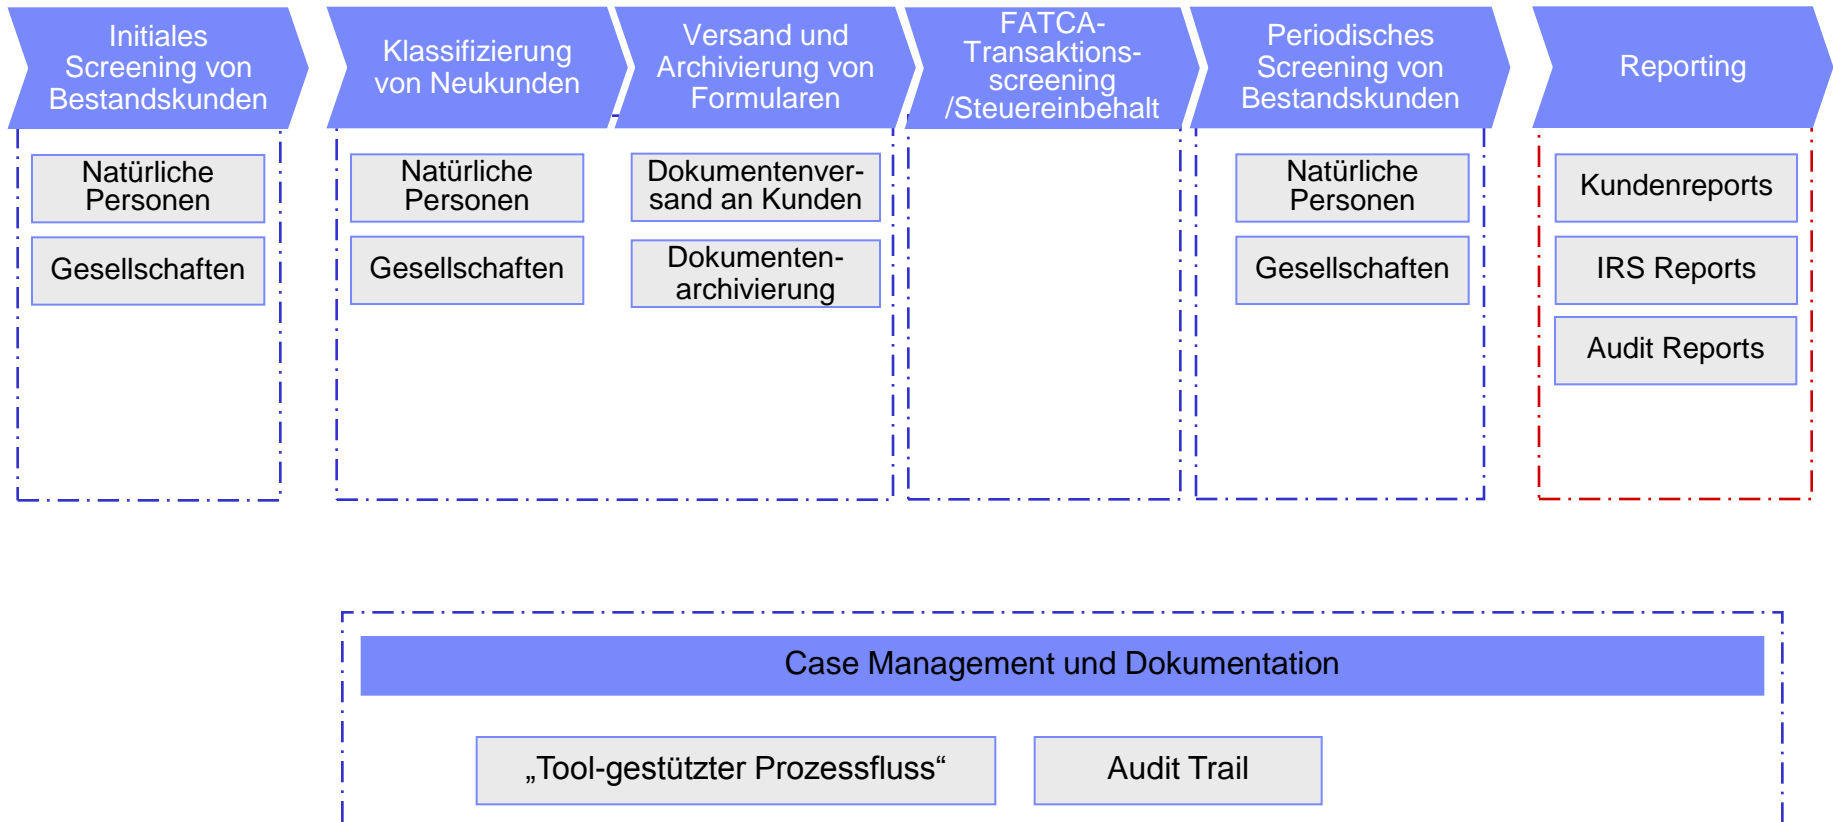 Initiales
Screening von
Bestandskunden
Klassifizierung
von Neukunden
Versand und
Archivierung von
Formularen
FATCA-
Transaktions-
screening
/Steuereinbehalt
Periodisches
Screening von
Bestandskunden
Reporting
Natürliche
Personen
Gesellschaften
Natürliche
Personen
Gesellschaften
Dokumentenver-
sand an Kunden
Dokumenten-
archivierung
Natürliche
Personen
Gesellschaften
Kundenreports
IRS Reports
Audit Reports
Case Management und Dokumentation
„Tool-gestützter Prozessfluss“
Audit Trail